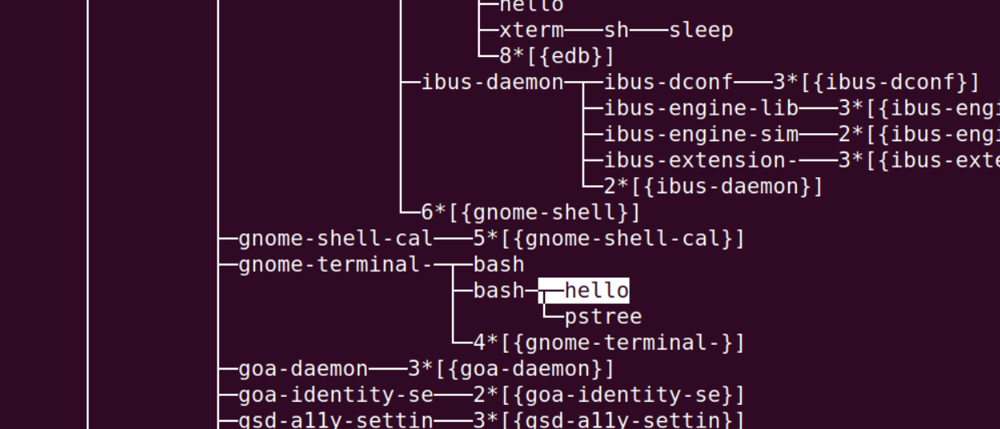 hello
xterm───sh───sleep
8*[{edb}]
ibus-daemon─┬─ibus-dconf───3*[{ibus-dconf}]
ibus-engine-lib───3*[{ibus-engi
ibus-engine-sim───2*[{ibus-engi
ibus-extension-───3*[{ibus-exte
2*[{ibus-daemon}]
6*[{gnome-shell}]
gnome-shell-cal───5*[{gnome-shell-cal}]
gnome-terminal-─┬─bash
bash─┬─hello
pstree
4*[{gnome-terminal-}]
goa-daemon───3*[{goa-daemon}]
goa-identity-se───2*[{goa-identity-se}]
gsd-a11y-settin───3*[{gsd-a11y-settin}]